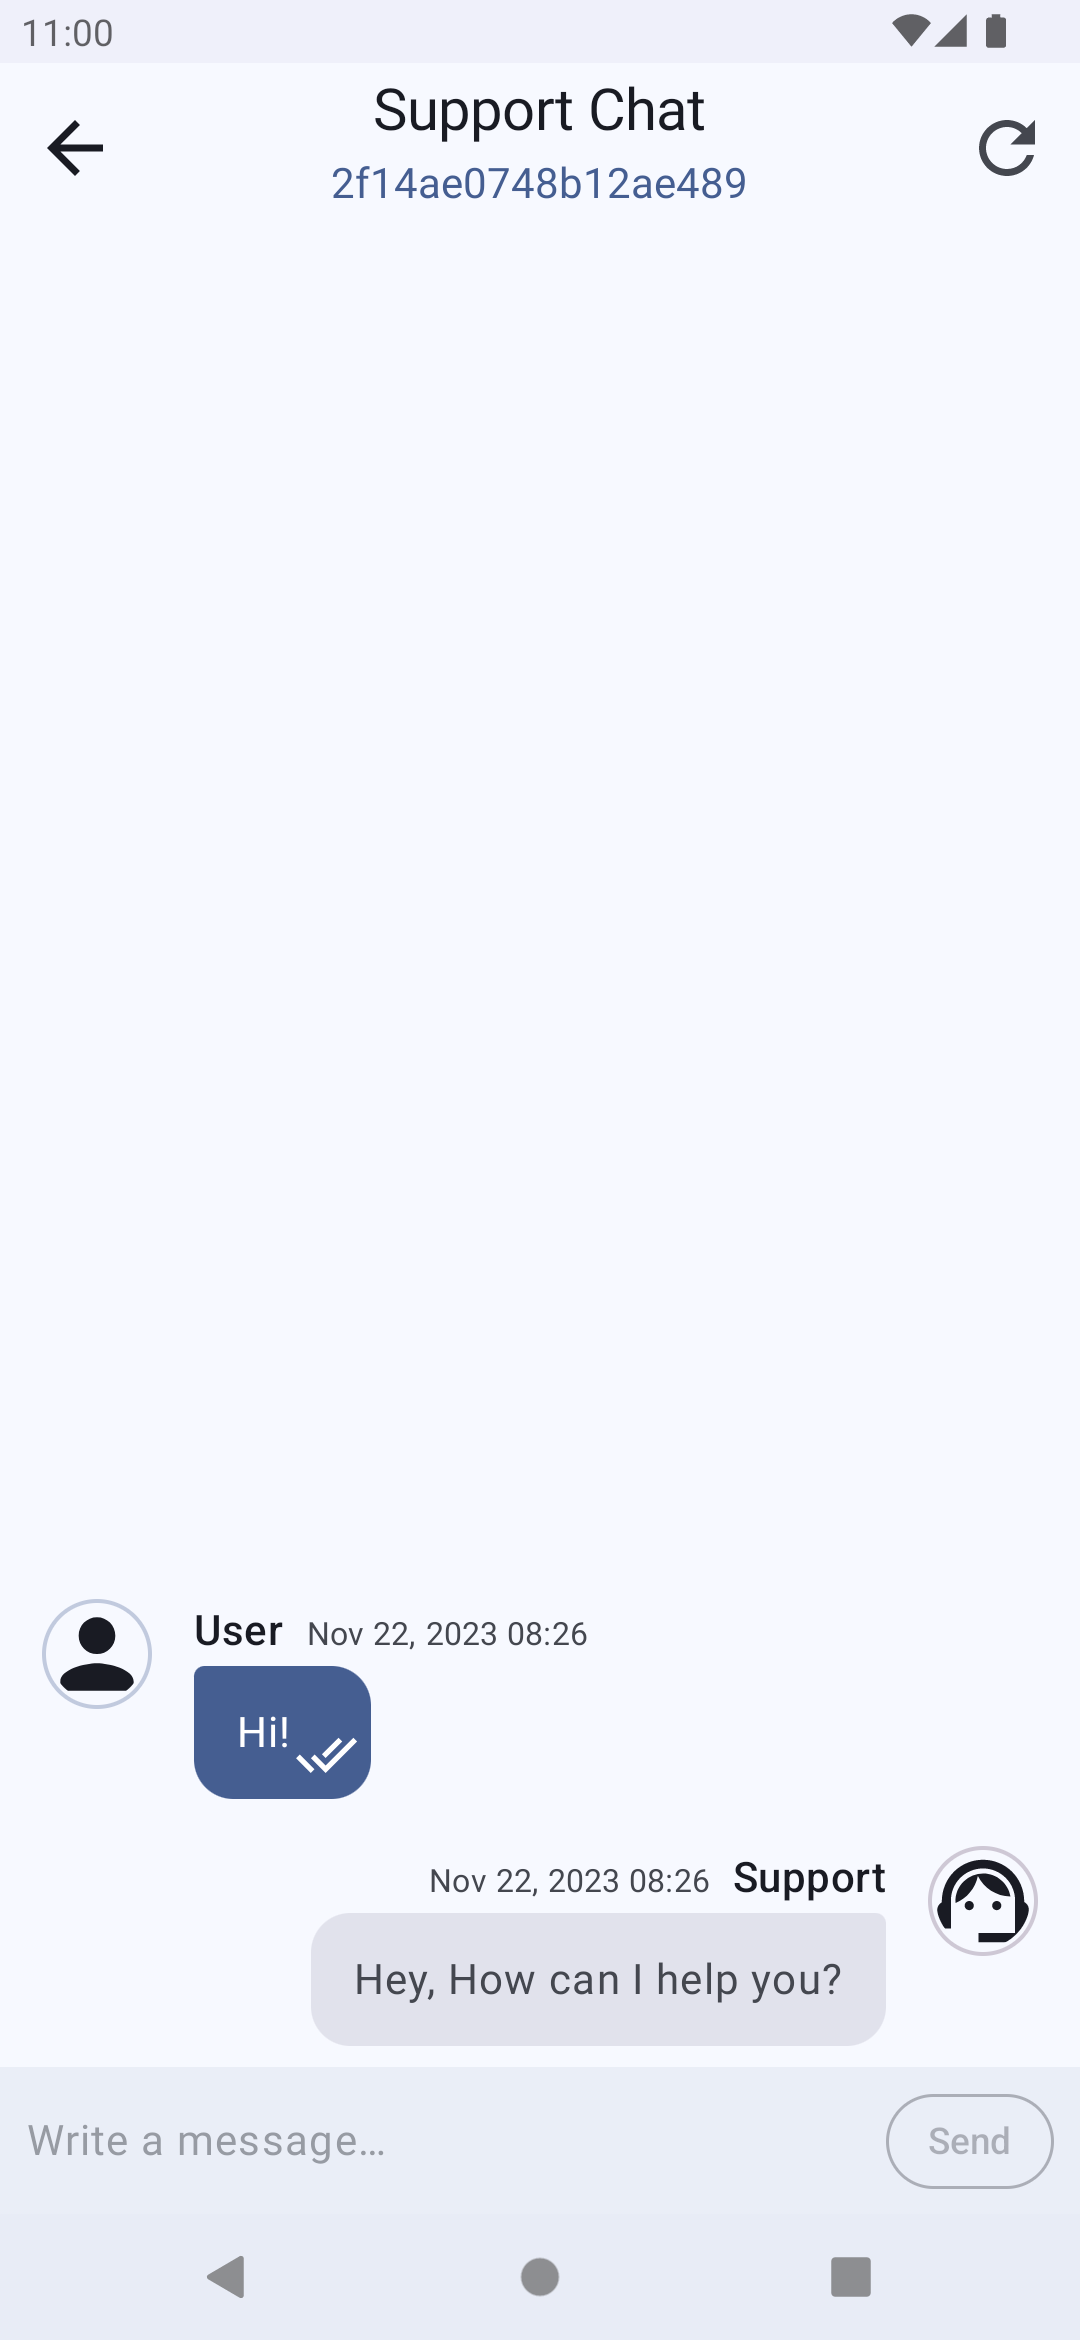 11:00
Support Chat
2f14ae0748b12ae489
User Nov 22, 2023 08:26
Hi!
Nov 22, 2023 08:26 Support
Hey, How can I help you?
Write a message…
Send